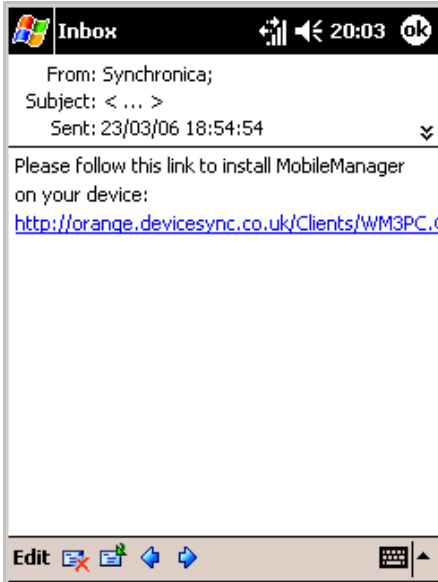 Inbox 20:03 ok
From: Synchronica;
Subject: < ... >
Sent: 23/03/06 18:54:54
Please follow this link to install MobileManager
on your device:
http://orange.devicesync.co.uk/Clients/WM3PC.
Edit